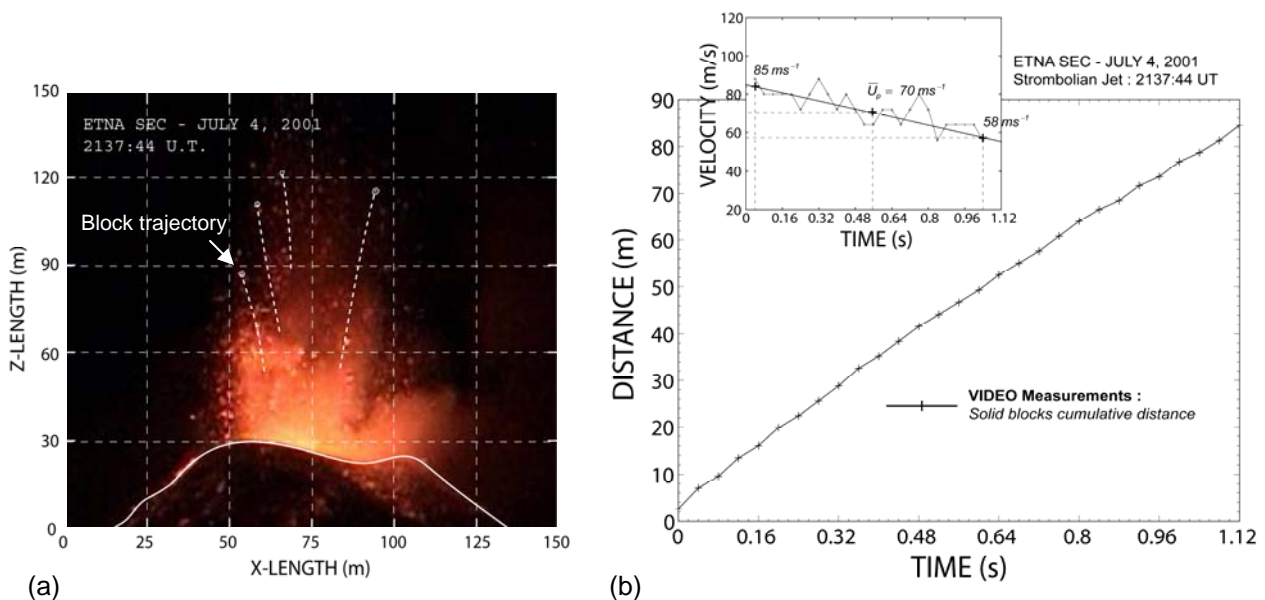 150
120
90
60
30
0
Z-LENGTH (m)
ETNA SEC - JULY 4, 2001
2137:44 U.T.
Block trajectory
0 25 50 75 100 125 150
X-LENGTH (m)
(a)
120
100
80
60
40
20
VELOCITY (m/s)
85 ms⁻¹
U̅ₚ = 70 ms⁻¹
58 ms⁻¹
0 0.16 0.32 0.48 0.64 0.8 0.96 1.12
TIME (s)
ETNA SEC - JULY 4, 2001
Strombolian Jet : 2137:44 UT
90
80
70
60
50
40
30
20
10
0
DISTANCE (m)
VIDEO Measurements :
Solid blocks cumulative distance
0 0.16 0.32 0.48 0.64 0.8 0.96 1.12
TIME (s)
(b)